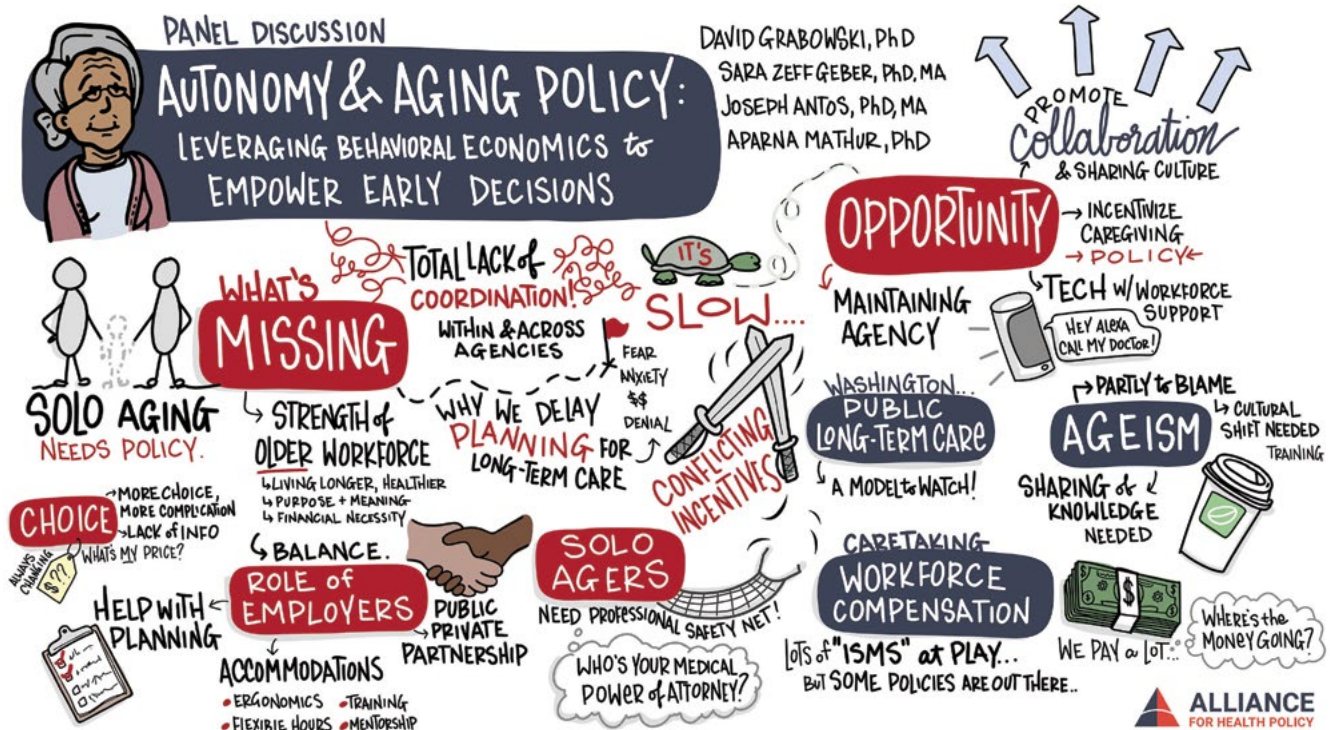 PANEL DISCUSSION
AUTONOMY & AGING POLICY:
LEVERAGING BEHAVIORAL ECONOMICS to
EMPOWER EARLY DECISIONS
DAVID GRABOWSKI, PhD
SARA ZEFF GEBER, PhD, MA
JOSEPH ANTOS, PhD, MA
APARNA MATHUR, PhD
PROMOTE
Collaboration
& SHARING CULTURE
OPPORTUNITY
INCENTIVIZE
CAREGIVING
POLICY
TECH W/ WORKFORCE
SUPPORT
HEY ALEXA
CALL MY DOCTOR!
MAINTAINING
AGENCY
SOLO AGING
NEEDS POLICY.
WHAT'S
MISSING
TOTAL LACK of
COORDINATION!
WITHIN & ACROSS
AGENCIES
IT'S
SLOW....
STRENGTH of
OLDER WORKFORCE
LIVING LONGER, HEALTHIER
PURPOSE + MEANING
FINANCIAL NECESSITY
BALANCE.
WHY WE DELAY
PLANNING FOR
LONG-TERM CARE
FEAR
ANXIETY
$$
DENIAL
CONFLICTING
INCENTIVES
WASHINGTON...
PUBLIC
LONG-TERM CARE
A MODEL to WATCH!
PARTLY to BLAME
AGEISM
CULTURAL
SHIFT NEEDED
TRAINING
SHARING of
KNOWLEDGE
NEEDED
CHOICE
MORE CHOICE,
MORE COMPLICATION
LACK of INFO
WHAT'S MY PRICE?
ALWAYS
CHANGING
$??
ROLE of
EMPLOYERS
HELP WITH
PLANNING
PUBLIC
PRIVATE
PARTNERSHIP
ACCOMMODATIONS
• ERGONOMICS • TRAINING
• FLEXIBLE HOURS • MENTORSHIP
SOLO
AGERS
NEED PROFESSIONAL SAFETY NET!
WHO'S YOUR MEDICAL
POWER of ATTORNEY?
CARETAKING
WORKFORCE
COMPENSATION
LOTS of "ISMS" at PLAY...
BUT SOME POLICIES ARE OUT THERE..
$
WE PAY a LOT...
WHERE'S THE
MONEY GOING?
ALLIANCE
FOR HEALTH POLICY